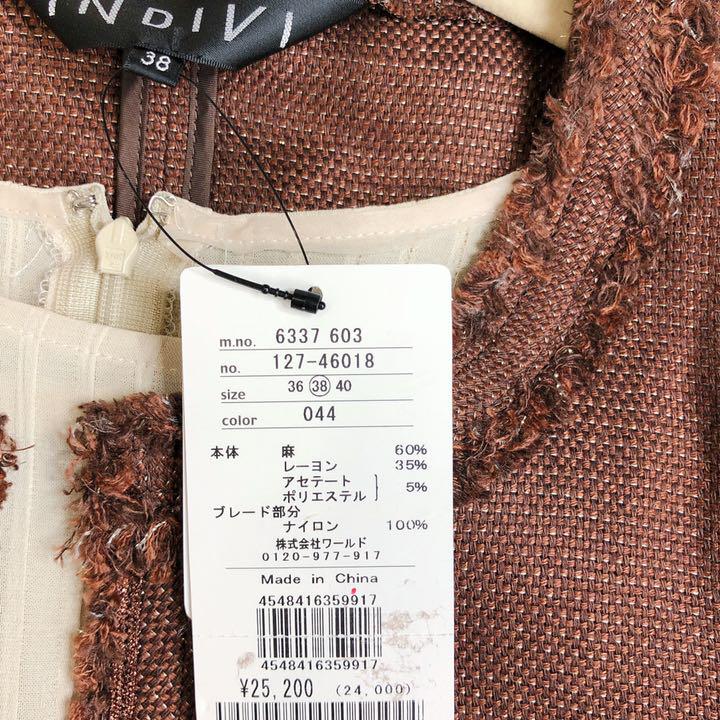 INDIVI
38
m.no. 6337 603
no. 127-46018
size 36 38 40
color 044
本体 麻 60%
レーヨン 35%
アセテート
ポリエステル } 5%
ブレード部分
ナイロン 100%
株式会社ワールド
0120-977-917
Made in China
4548416359917
4548416359917
¥25,200 (24,000)